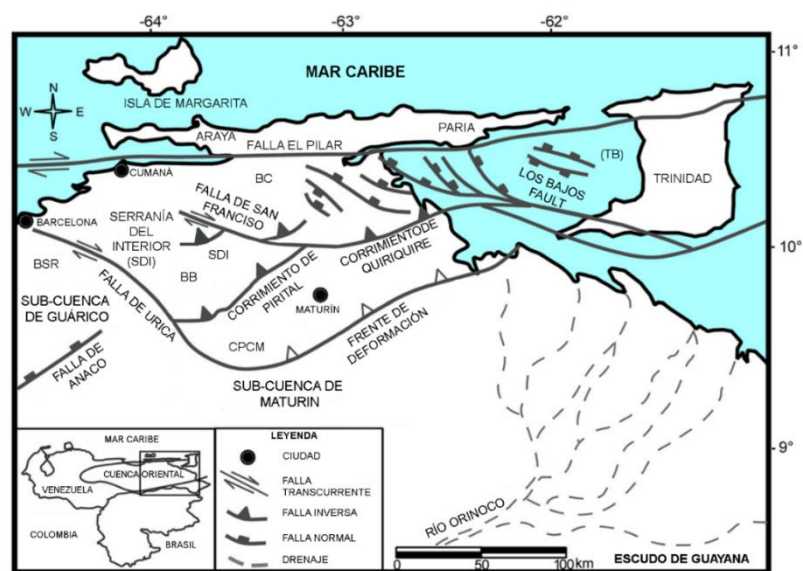 -64°
-63°
-62°
11°
MAR CARIBE
N
W E
S
ISLA DE MARGARITA
ARAYA
FALLA EL PILAR
PARIA
(TB)
TRINIDAD
CUMANÁ
BC
LOS BAJOS
FAULT
FALLA DE SAN
FRANCISO
BARCELONA
SERRANÍA
DEL
INTERIOR
(SDI)
SDI
10°
BSR
BB
CORRIMIENTODE
QUIRIQUIRE
CORRIMIENTO DE
PIRITAL
FALLA DE URICA
MATURÍN
SUB-CUENCA
DE GUÁRICO
FRENTE DE
DEFORMACIÓN
CPCM
FALLA DE
ANACO
SUB-CUENCA DE
MATURIN
9°
MAR CARIBE
CUENCA ORIENTAL
VENEZUELA
COLOMBIA
BRASIL
LEYENDA
CIUDAD
FALLA
TRANSCURRENTE
FALLA INVERSA
FALLA NORMAL
DRENAJE
RÍO ORINOCO
0 50 100 km
ESCUDO DE GUAYANA